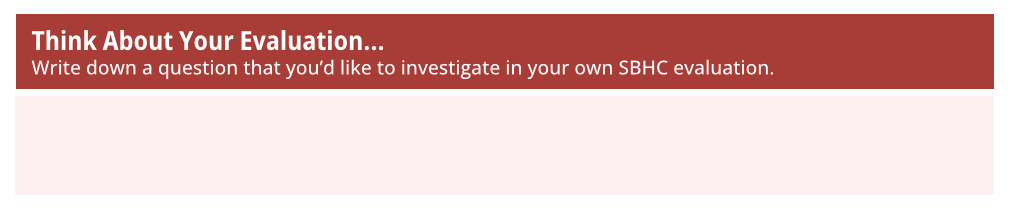 Think About Your Evaluation...
Write down a question that you’d like to investigate in your own SBHC evaluation.